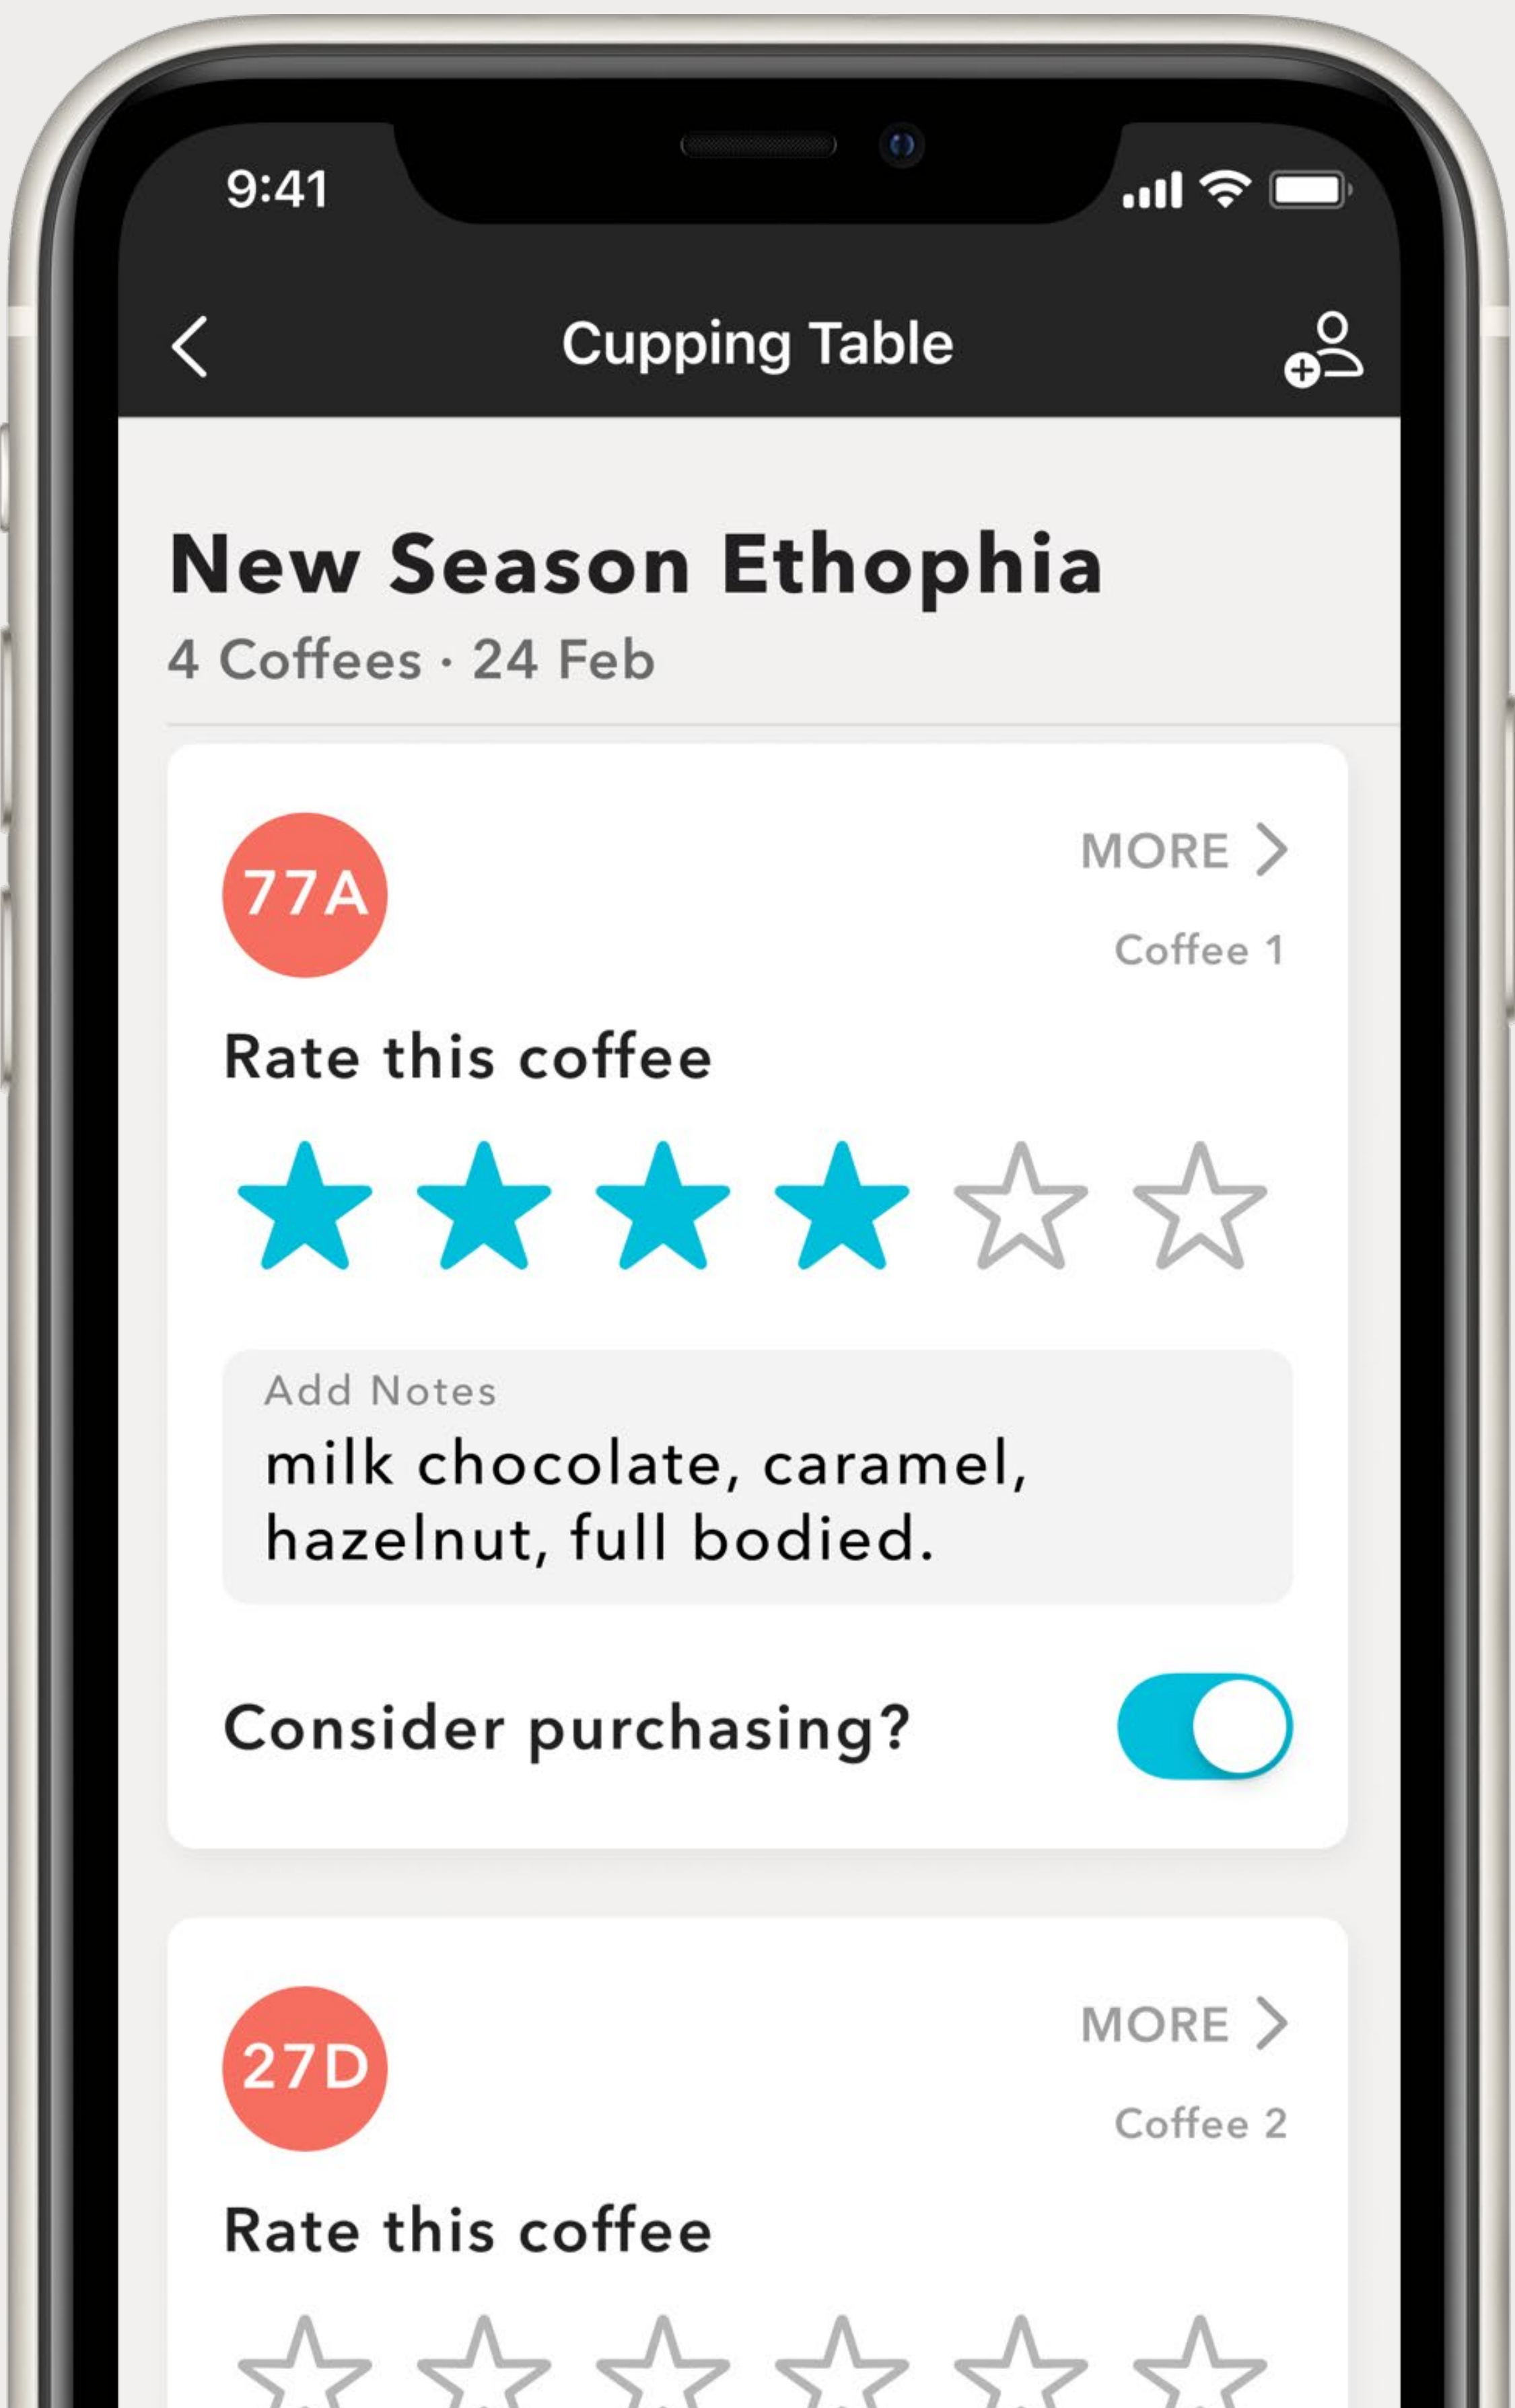 9:41
Cupping Table
New Season Ethophia
4 Coffees · 24 Feb
77A
MORE
Coffee 1
Rate this coffee
Add Notes
milk chocolate, caramel,
hazelnut, full bodied.
Consider purchasing?
27D
MORE
Coffee 2
Rate this coffee